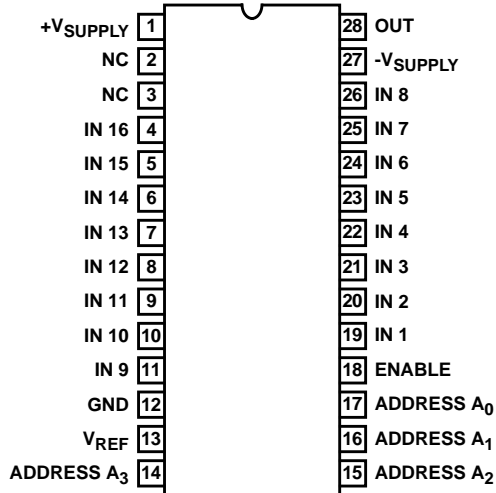 +VSUPPLY 1 28 OUT
NC 2 27 -VSUPPLY
NC 3 26 IN 8
IN 16 4 25 IN 7
IN 15 5 24 IN 6
IN 14 6 23 IN 5
IN 13 7 22 IN 4
IN 12 8 21 IN 3
IN 11 9 20 IN 2
IN 10 10 19 IN 1
IN 9 11 18 ENABLE
GND 12 17 ADDRESS A0
VREF 13 16 ADDRESS A1
ADDRESS A3 14 15 ADDRESS A2